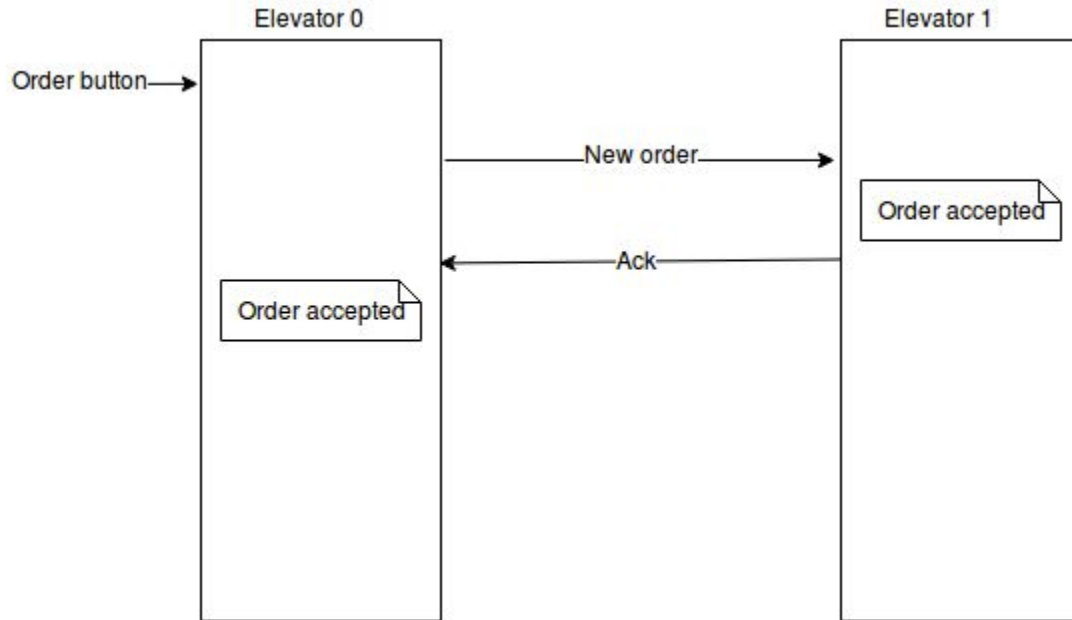 Elevator 0
Elevator 1
Order button
New order
Order accepted
Ack
Order accepted